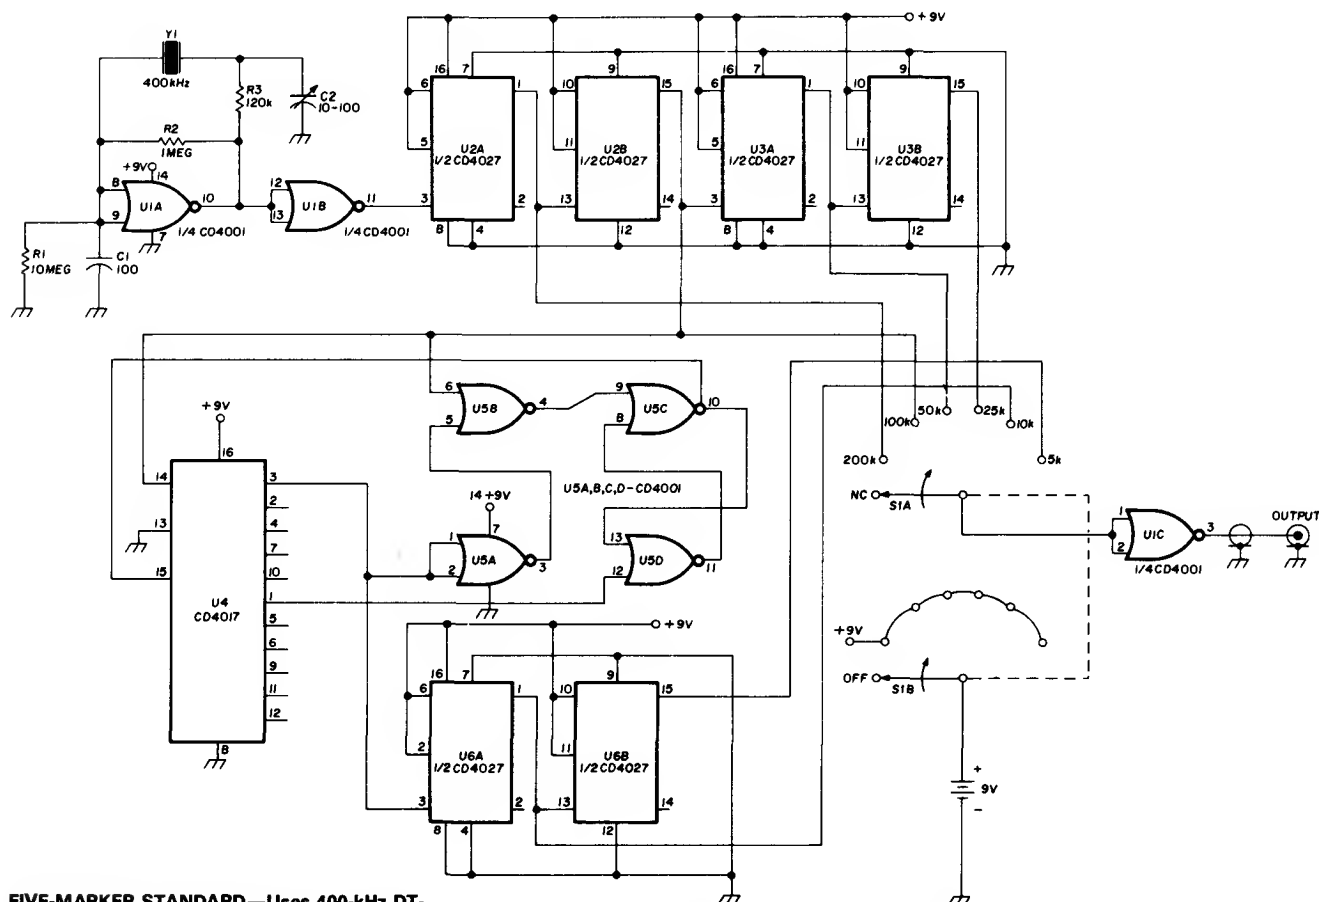 Y1
400kHz
R3
120k
C2
10-100
R2
1MEG
+9V
14
8
9
U1A
10
7
1/4 CD4001
R1
10MEG
C1
100
12
13
U1B
11
1/4 CD4001
+9V
16
7
6
5
3
1
2
8
4
U2A
1/2 CD4027
9
10
11
13
15
14
12
U2B
1/2 CD4027
16
7
6
5
3
1
2
8
4
U3A
1/2 CD4027
9
10
11
13
15
14
12
U3B
1/2 CD4027
+9V
16
14
13
15
U4
CD4017
3
2
4
7
10
1
5
6
9
11
12
8
6
5
U5B
4
9
8
U5C
10
U5A,B,C,D-CD4001
14+9V
7
1
2
U5A
3
13
12
U5D
11
+9V
16
7
6
2
3
1
2
8
4
U6A
1/2 CD4027
9
10
11
13
15
14
12
U6B
1/2 CD4027
200k
100k
50k
25k
10k
5k
NC
S1A
+9V
OFF
S1B
+
9V
-
1
2
U1C
3
1/4 CD4001
OUTPUT
FIVE-MARKER STANDARD—Uses 400-kHz DT-